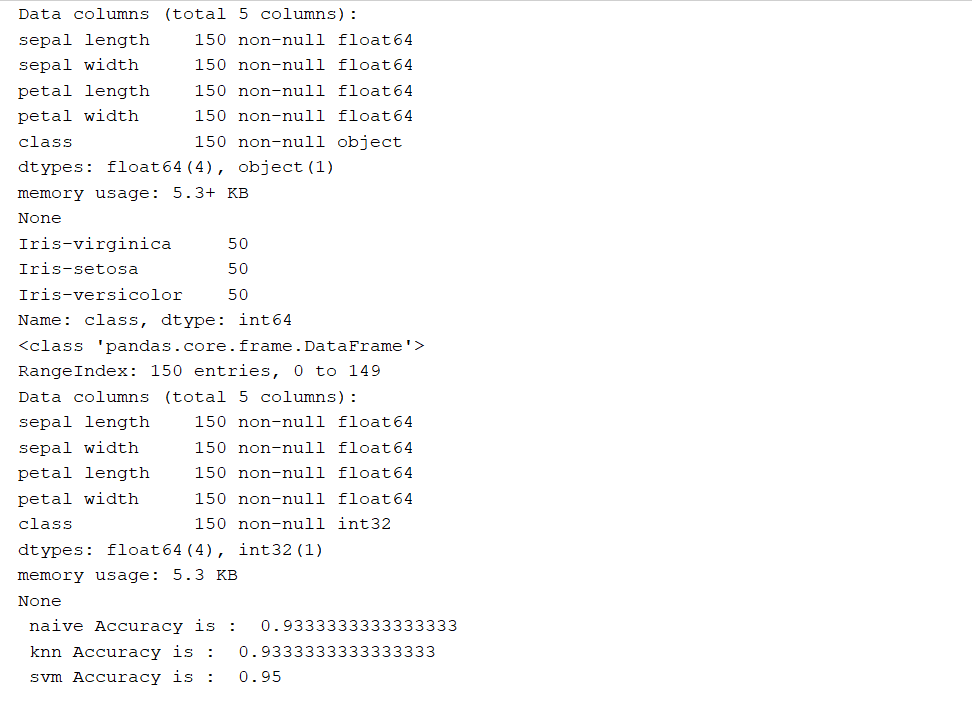 Data columns (total 5 columns):
sepal length    150 non-null float64
sepal width     150 non-null float64
petal length    150 non-null float64
petal width     150 non-null float64
class           150 non-null object
dtypes: float64(4), object(1)
memory usage: 5.3+ KB
None
Iris-virginica     50
Iris-setosa        50
Iris-versicolor    50
Name: class, dtype: int64
<class 'pandas.core.frame.DataFrame'>
RangeIndex: 150 entries, 0 to 149
Data columns (total 5 columns):
sepal length    150 non-null float64
sepal width     150 non-null float64
petal length    150 non-null float64
petal width     150 non-null float64
class           150 non-null int32
dtypes: float64(4), int32(1)
memory usage: 5.3 KB
None
 naive Accuracy is :  0.9333333333333333
 knn Accuracy is :  0.9333333333333333
 svm Accuracy is :  0.95